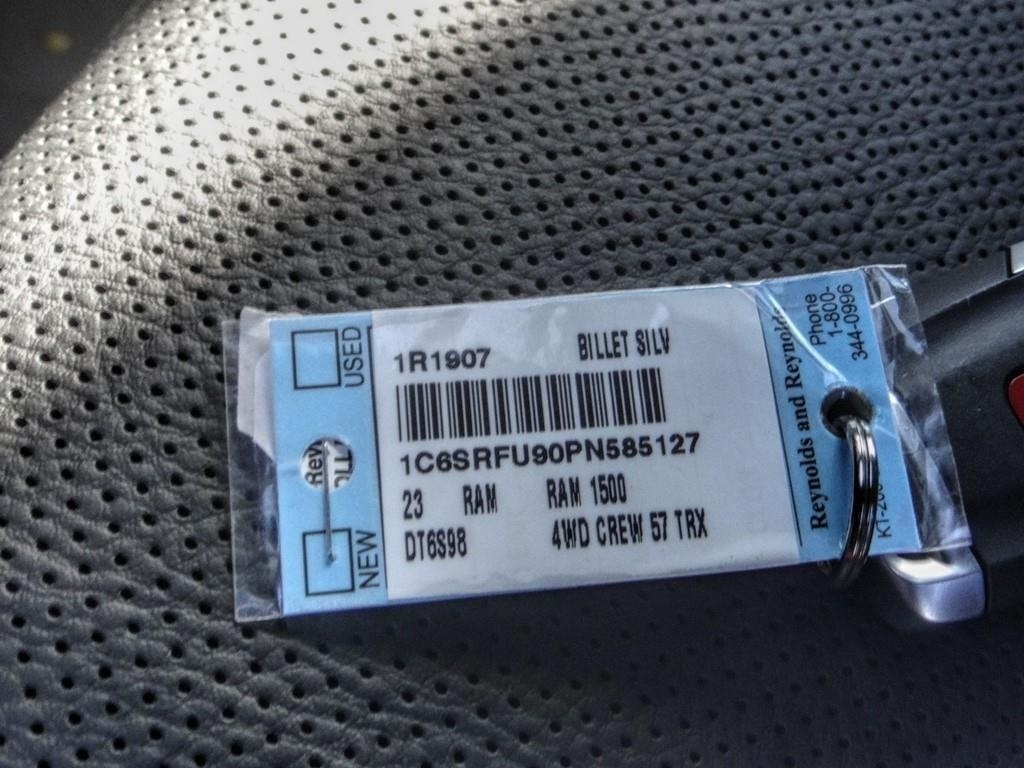 1R1907 BILLET SILV
1C6SRFU90PN585127
23 RAM RAM 1500
DT6S98 4WD CREW 57 TRX
USED
NEW
Rev
Reynolds and Reynolds
Phone
1-800-
344-0996